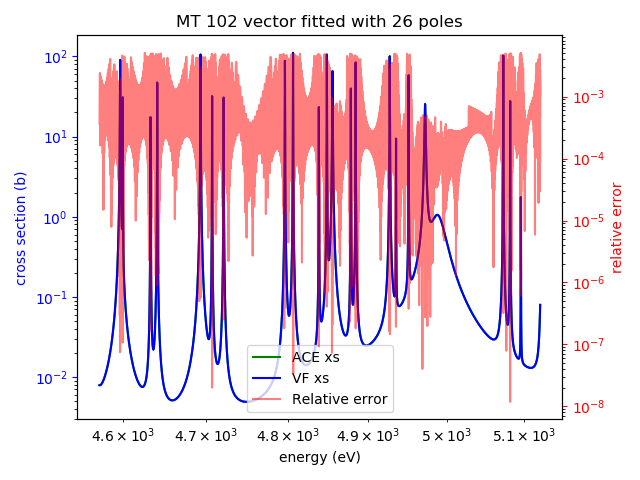 MT 102 vector fitted with 26 poles
cross section (b)
10²
10¹
10⁰
10⁻¹
10⁻²
relative error
10⁻³
10⁻⁴
10⁻⁵
10⁻⁶
10⁻⁷
10⁻⁸
ACE xs
VF xs
Relative error
4.6 × 10³ 4.7 × 10³ 4.8 × 10³ 4.9 × 10³ 5 × 10³ 5.1 × 10³
energy (eV)